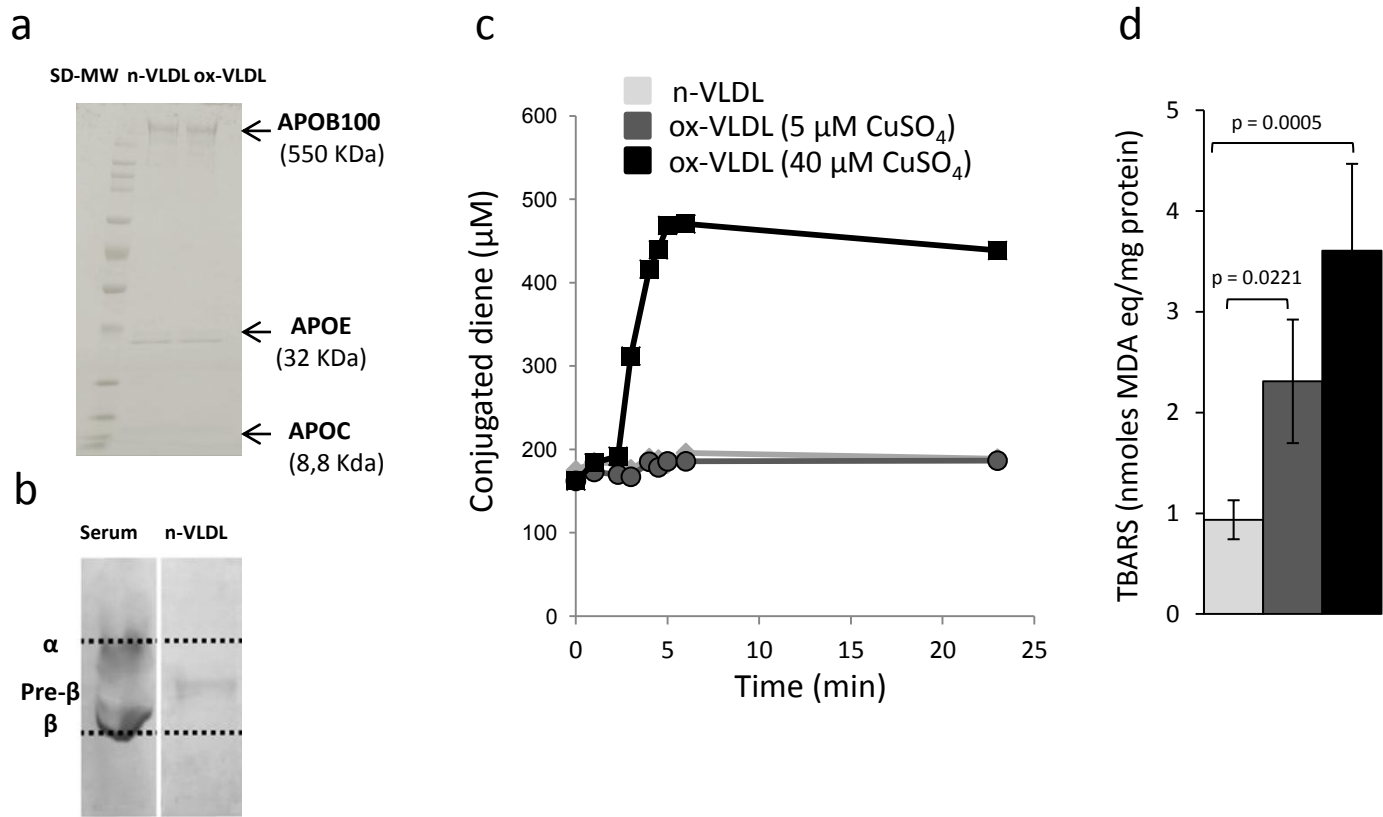 a
SD-MW n-VLDL ox-VLDL
APOB100
(550 KDa)
APOE
(32 KDa)
APOC
(8,8 Kda)
b
Serum n-VLDL
α
Pre-β
β
c
n-VLDL
ox-VLDL (5 µM CuSO₄)
ox-VLDL (40 µM CuSO₄)
Conjugated diene (µM)
600
500
400
300
200
100
0
0 5 10 15 20 25
Time (min)
d
TBARS (nmoles MDA eq/mg protein)
5
4
3
2
1
0
p = 0.0005
p = 0.0221